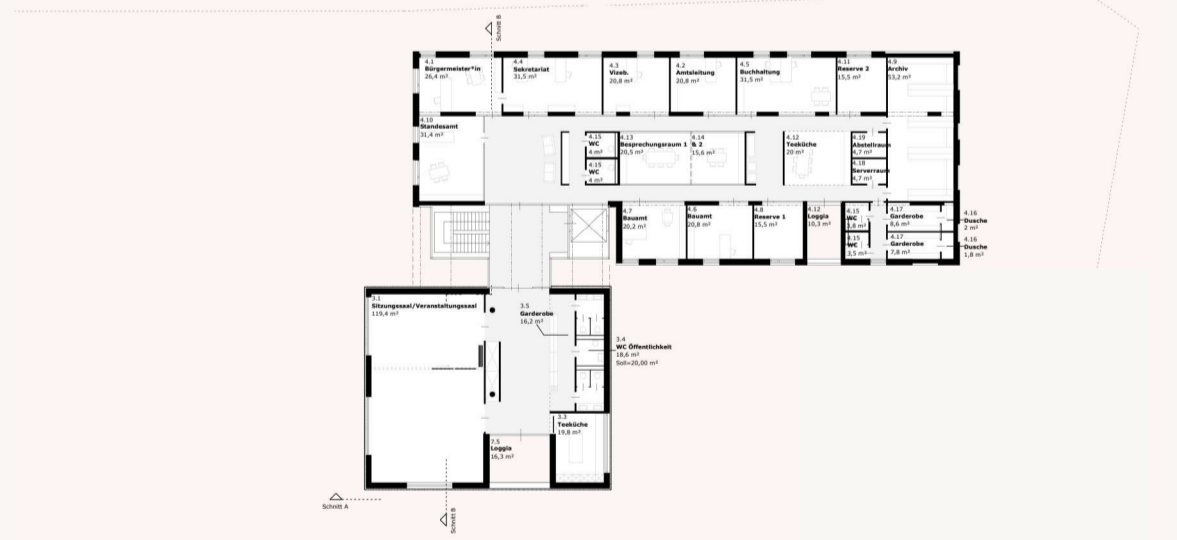 Schnitt B
4.1
Bürgermeister*in
26,4 m²
4.4
Sekretariat
31,5 m²
4.3
Vizeb.
20,8 m²
4.2
Amtsleitung
20,8 m²
4.5
Buchhaltung
31,5 m²
4.11
Reserve 2
15,5 m²
4.9
Archiv
53,2 m²
4.10
Standesamt
31,4 m²
4.15
WC
4 m²
4.15
WC
4 m²
4.13
Besprechungsraum 1
20,5 m²
4.14
& 2
15,6 m²
4.12
Teeküche
20 m²
4.19
Abstellraum
4,7 m²
4.18
Serverraum
4,7 m²
4.7
Bauamt
20,2 m²
4.6
Bauamt
20,8 m²
4.8
Reserve 1
15,5 m²
4.12
Loggia
10,3 m²
4.15
WC
3,8 m²
4.15
WC
3,5 m²
4.17
Garderobe
8,6 m²
4.17
Garderobe
7,8 m²
4.16
Dusche
2 m²
4.16
Dusche
1,8 m²
3.1
Sitzungssaal/Veranstaltungssaal
119,4 m²
3.5
Garderobe
16,2 m²
3.4
WC Öffentlichkeit
18,6 m²
Soll=20,00 m²
3.3
Teeküche
19,8 m²
7.5
Loggia
16,3 m²
Schnitt A
Schnitt B